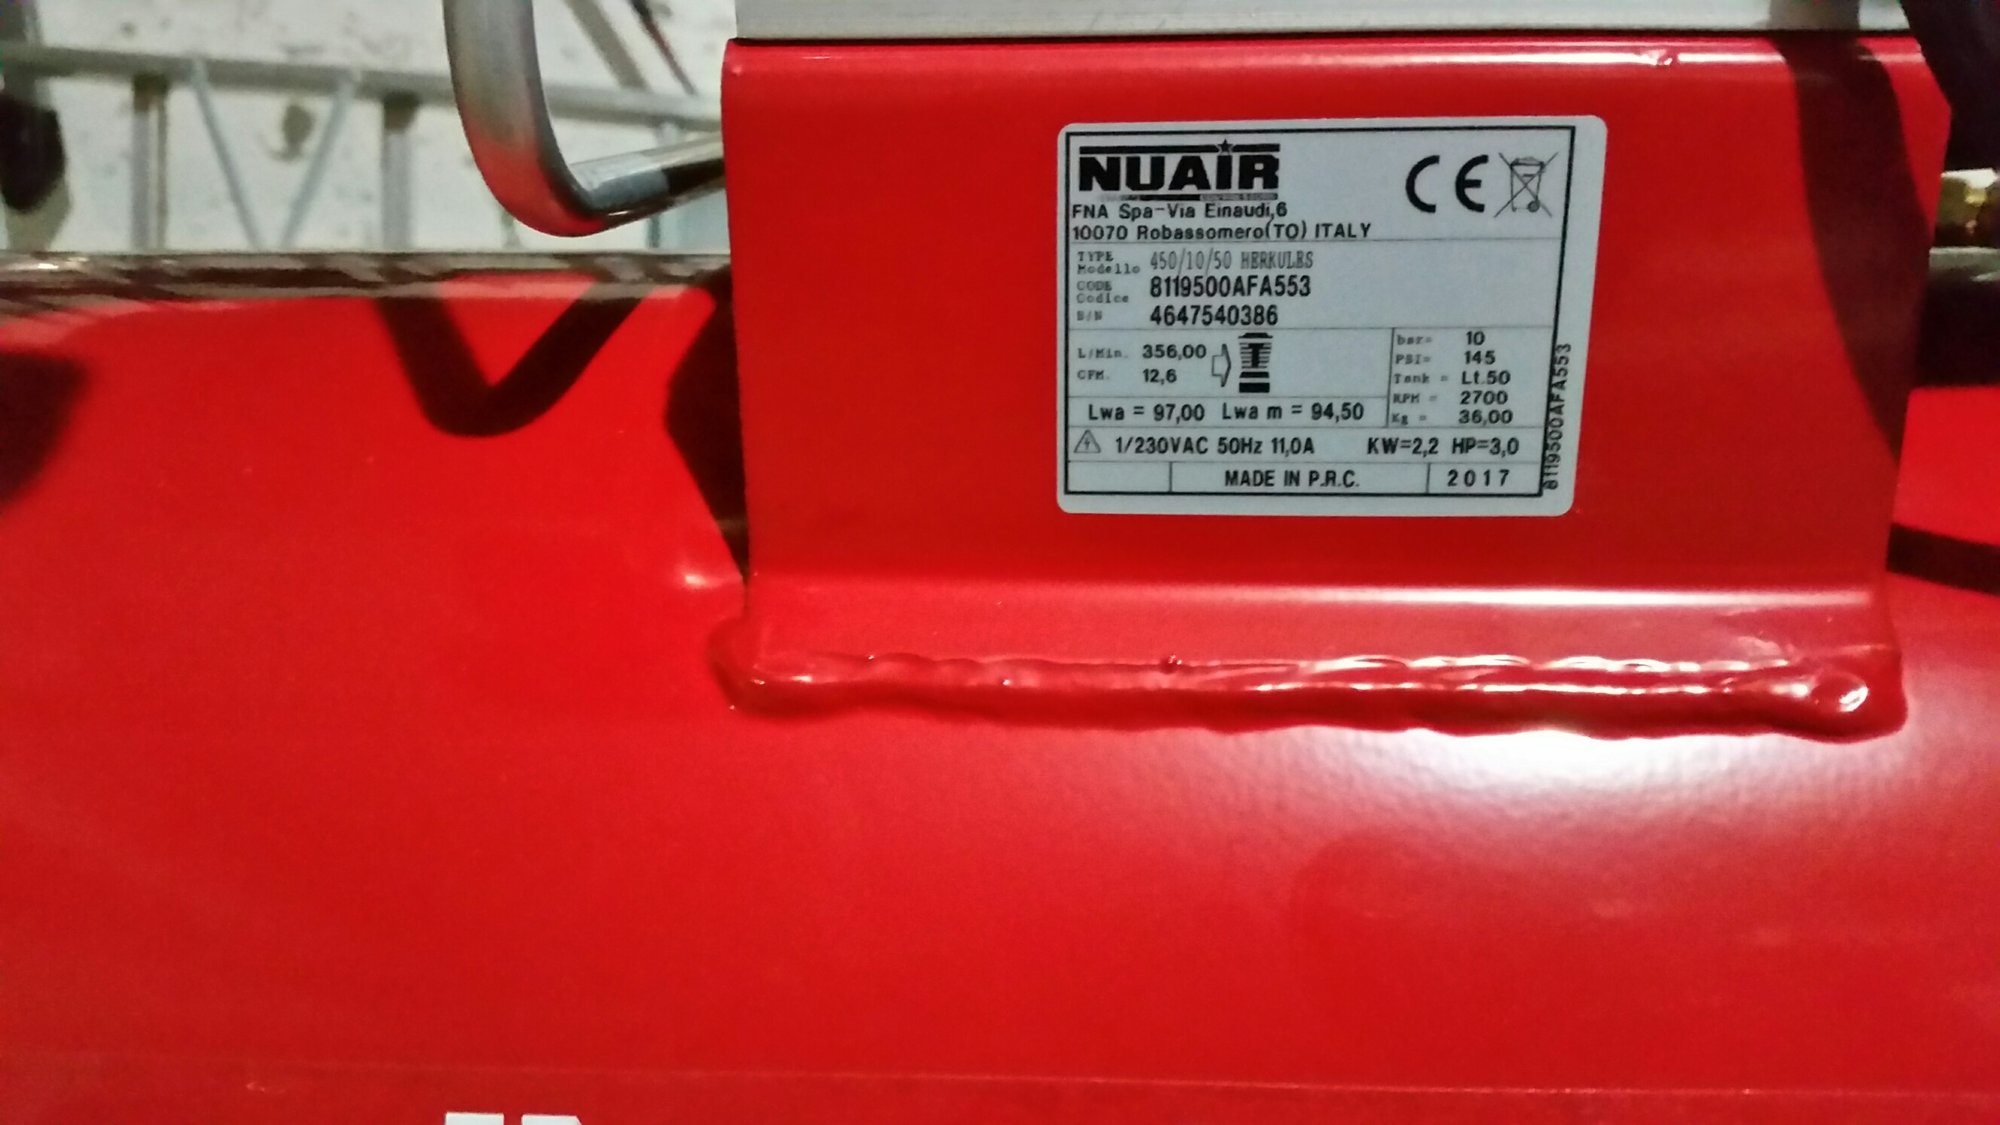 NUAIR
CE
FNA Spa-Via Einaudi,6
10070 Robassomero(TO) ITALY
TYPE
Modello 450/10/50 HERKULES
CODE
Codice 8119500AFA553
S/N 4647540386
L/Min. 356,00
CFM. 12,6
bar= 10
PSI= 145
Tank = Lt.50
RPM = 2700
Kg = 36,00
Lwa = 97,00 Lwa m = 94,50
1/230VAC 50Hz 11,0A KW=2,2 HP=3,0
MADE IN P.R.C. 2017
8119500AFA553